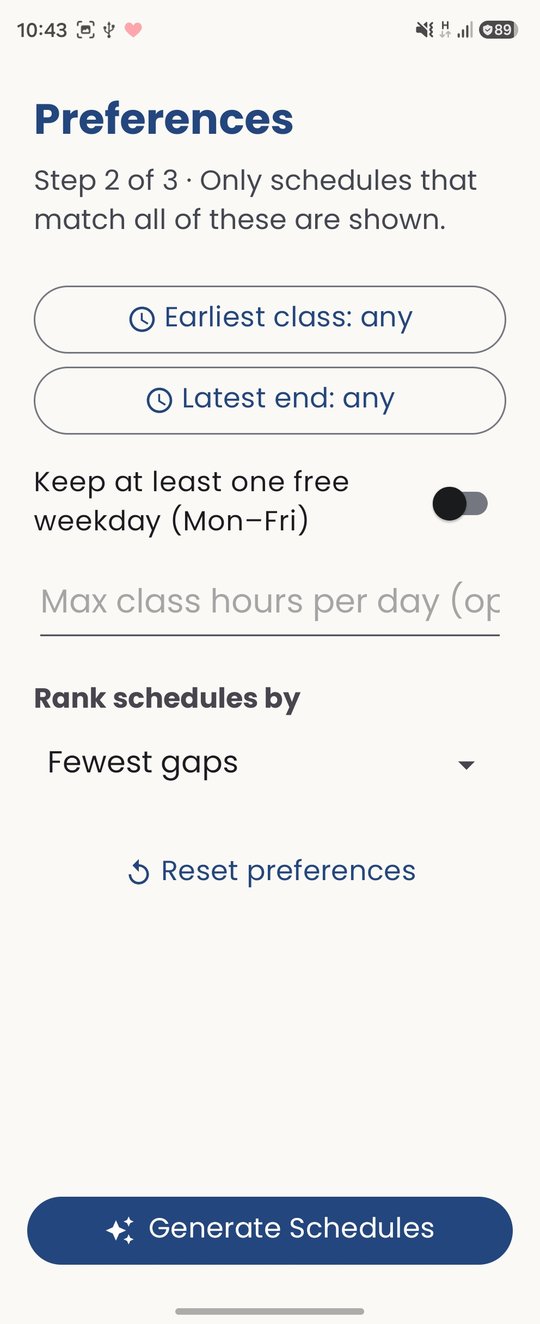 10:43
H
89
Preferences
Step 2 of 3 · Only schedules that
match all of these are shown.
Earliest class: any
Latest end: any
Keep at least one free
weekday (Mon–Fri)
Max class hours per day (op
Rank schedules by
Fewest gaps
Reset preferences
Generate Schedules